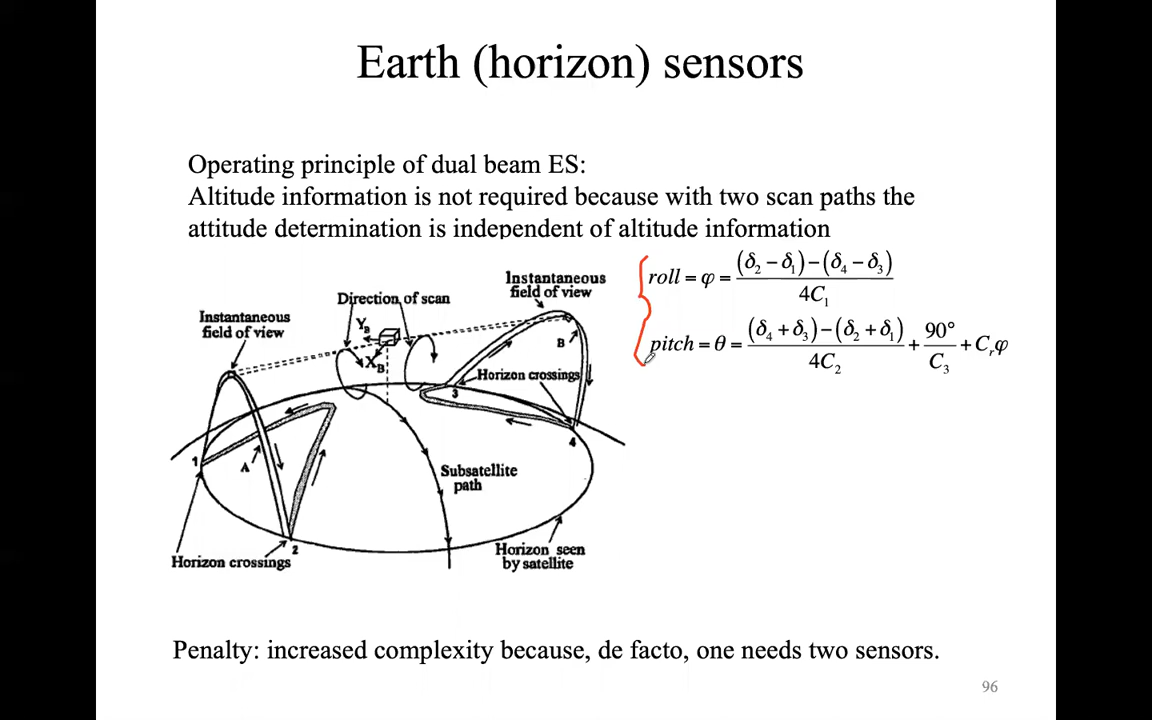 Earth (horizon) sensors
Operating principle of dual beam ES:
Altitude information is not required because with two scan paths the
attitude determination is independent of altitude information
roll = φ = (δ₂ − δ₁) − (δ₄ − δ₃) / 4C₁
pitch = θ = (δ₄ + δ₃) − (δ₂ + δ₁) / 4C₂ + 90° / C₃ + Cᵣφ
Instantaneous
field of view
Direction of scan
Instantaneous
field of view
Y_B
X_B
B
Horizon crossings
3
4
1
A
2
Subsatellite
path
Horizon crossings
Horizon seen
by satellite
Penalty: increased complexity because, de facto, one needs two sensors.
96